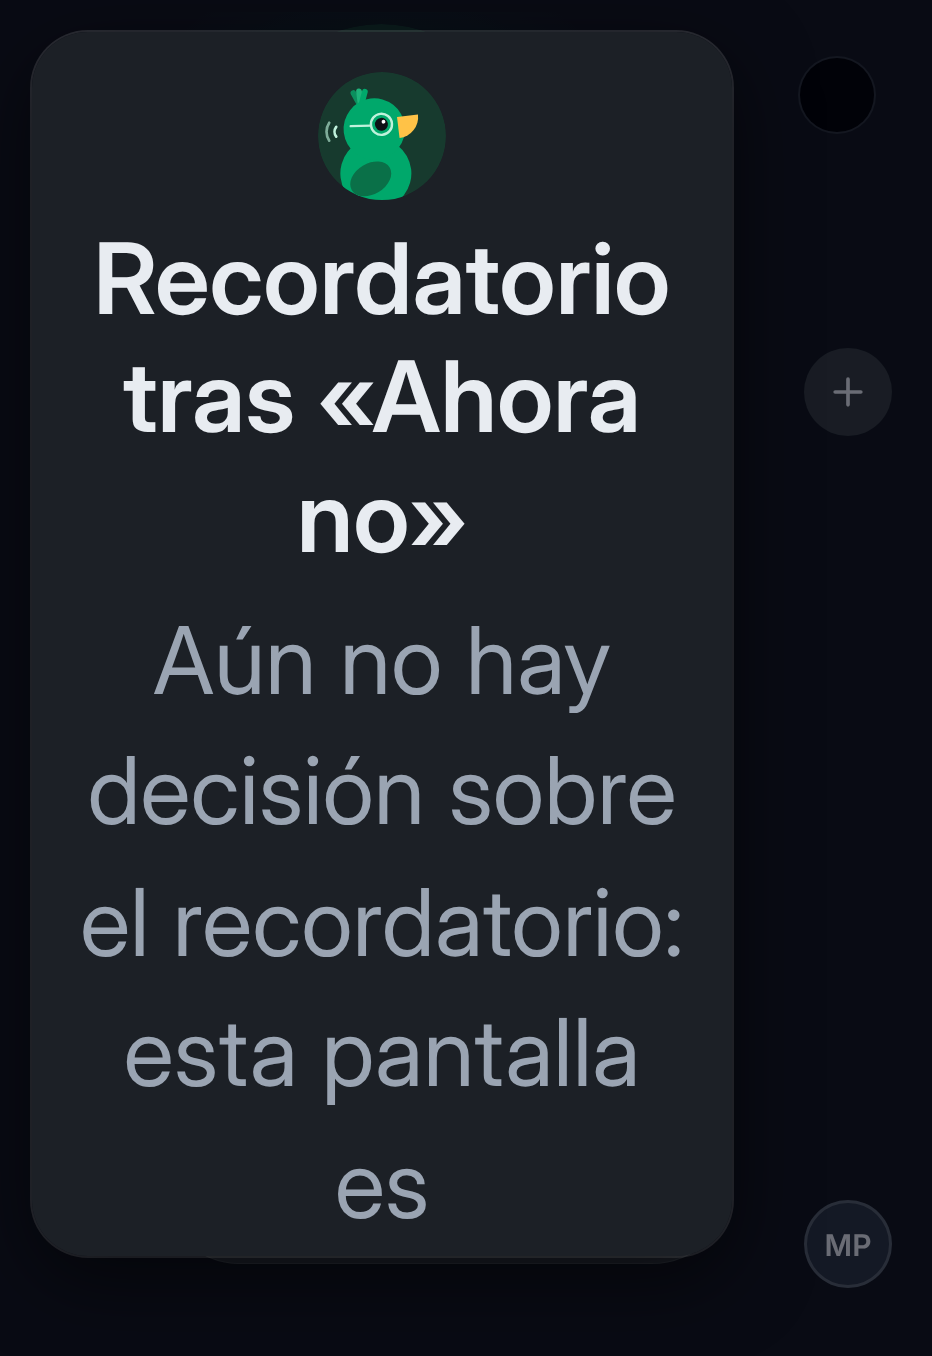 Recordatorio
tras «Ahora
no»
Aún no hay
decisión sobre
el recordatorio:
esta pantalla
es
MP